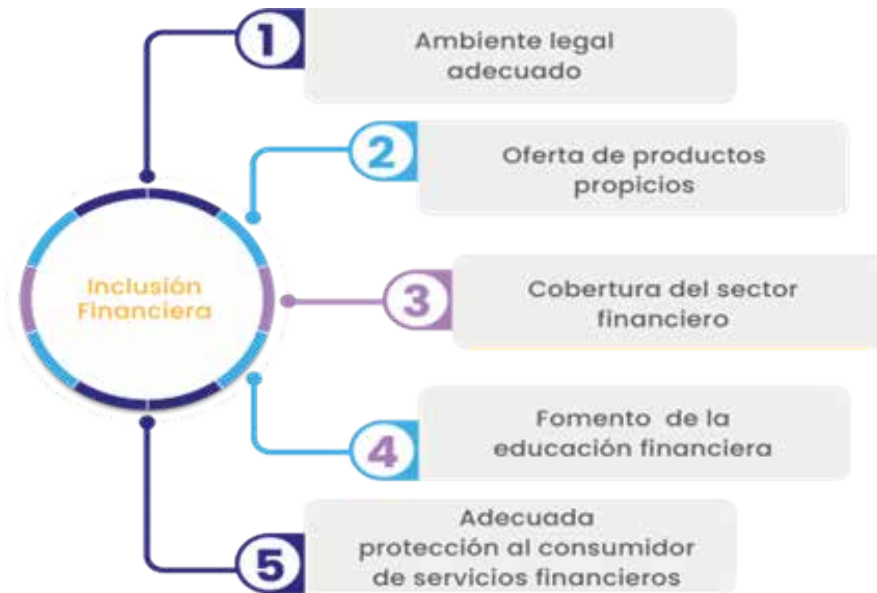 1
Ambiente legal
adecuado
2
Oferta de productos
propicios
Inclusión
Financiera
3
Cobertura del sector
financiero
4
Fomento de la
educación financiera
5
Adecuada
protección al consumidor
de servicios financieros